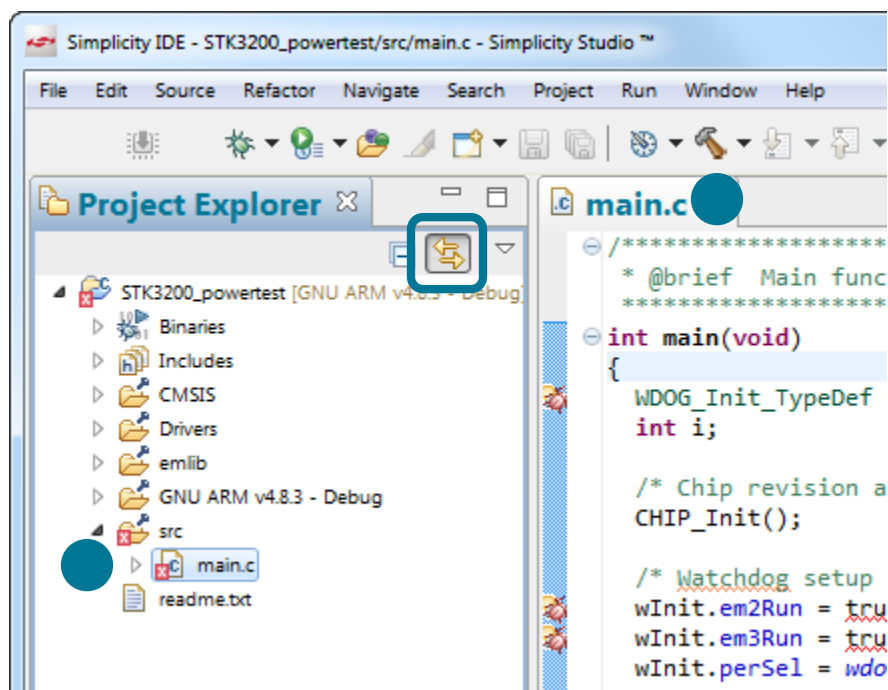 Simplicity IDE - STK3200_powertest/src/main.c - Simplicity Studio ™
File Edit Source Refactor Navigate Search Project Run Window Help
Project Explorer
main.c
STK3200_powertest [GNU ARM v4.8.3 - Debug]
Binaries
Includes
CMSIS
Drivers
emlib
GNU ARM v4.8.3 - Debug
src
main.c
readme.txt
/*******************
* @brief Main func
*******************
int main(void)
{
WDOG_Init_TypeDef
int i;
/* Chip revision a
CHIP_Init();
/* Watchdog setup
wInit.em2Run = tru
wInit.em3Run = tru
wInit.perSel = wdo